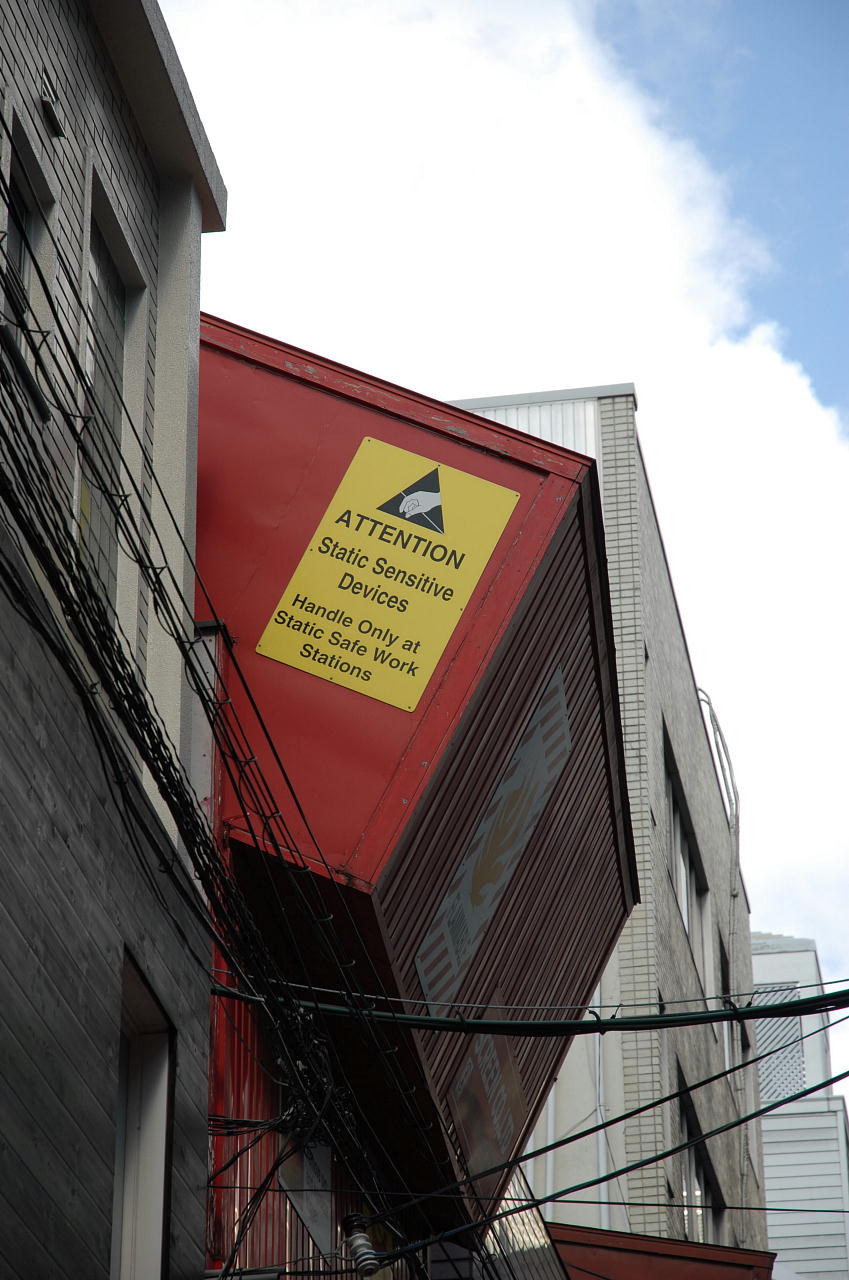 ATTENTION
Static Sensitive
Devices
Handle Only at
Static Safe Work
Stations